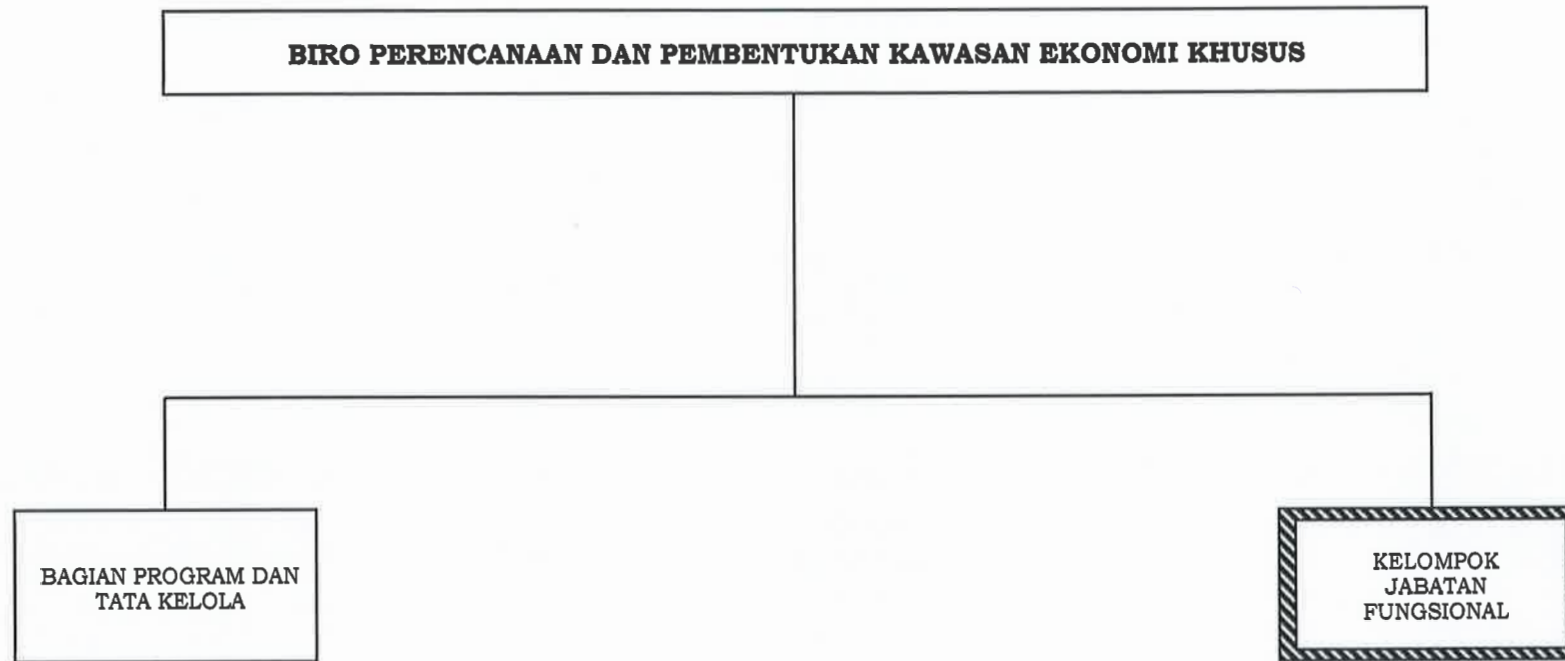 BIRO PERENCANAAN DAN PEMBENTUKAN KAWASAN EKONOMI KHUSUS
BAGIAN PROGRAM DAN
TATA KELOLA
KELOMPOK
JABATAN
FUNGSIONAL